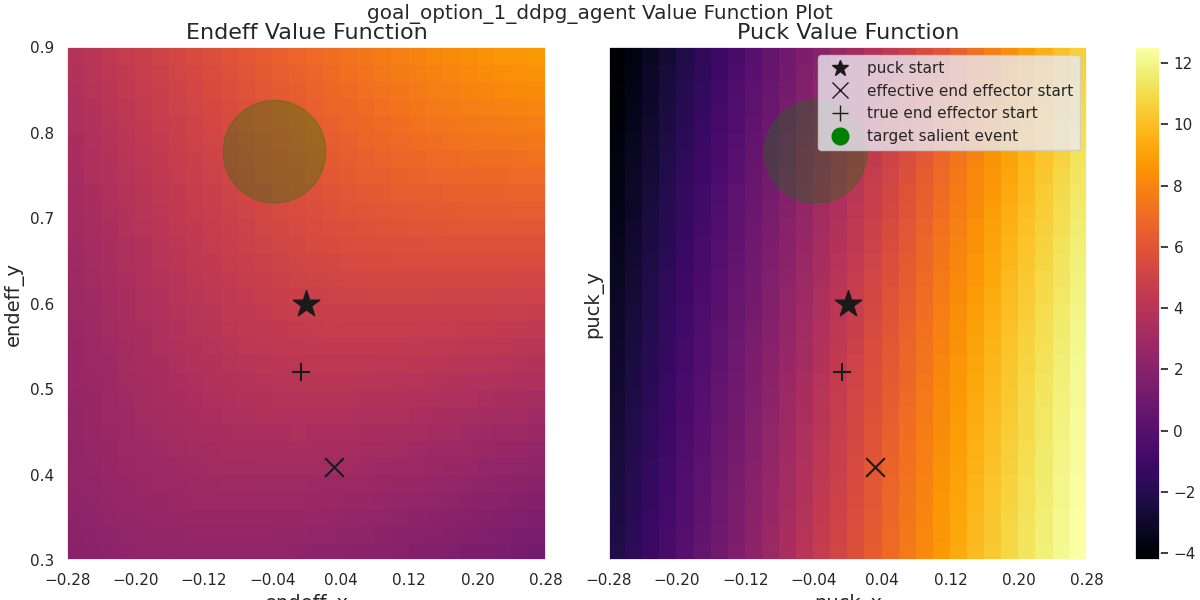 goal_option_1_ddpg_agent Value Function Plot
Endeff Value Function
Puck Value Function
puck start
effective end effector start
true end effector start
target salient event
endeff_y
0.9
0.8
0.7
0.6
0.5
0.4
0.3
−0.28 −0.20 −0.12 −0.04 0.04 0.12 0.20 0.28
endeff_x
puck_y
−0.28 −0.20 −0.12 −0.04 0.04 0.12 0.20 0.28
puck_x
12
10
8
6
4
2
0
−2
−4